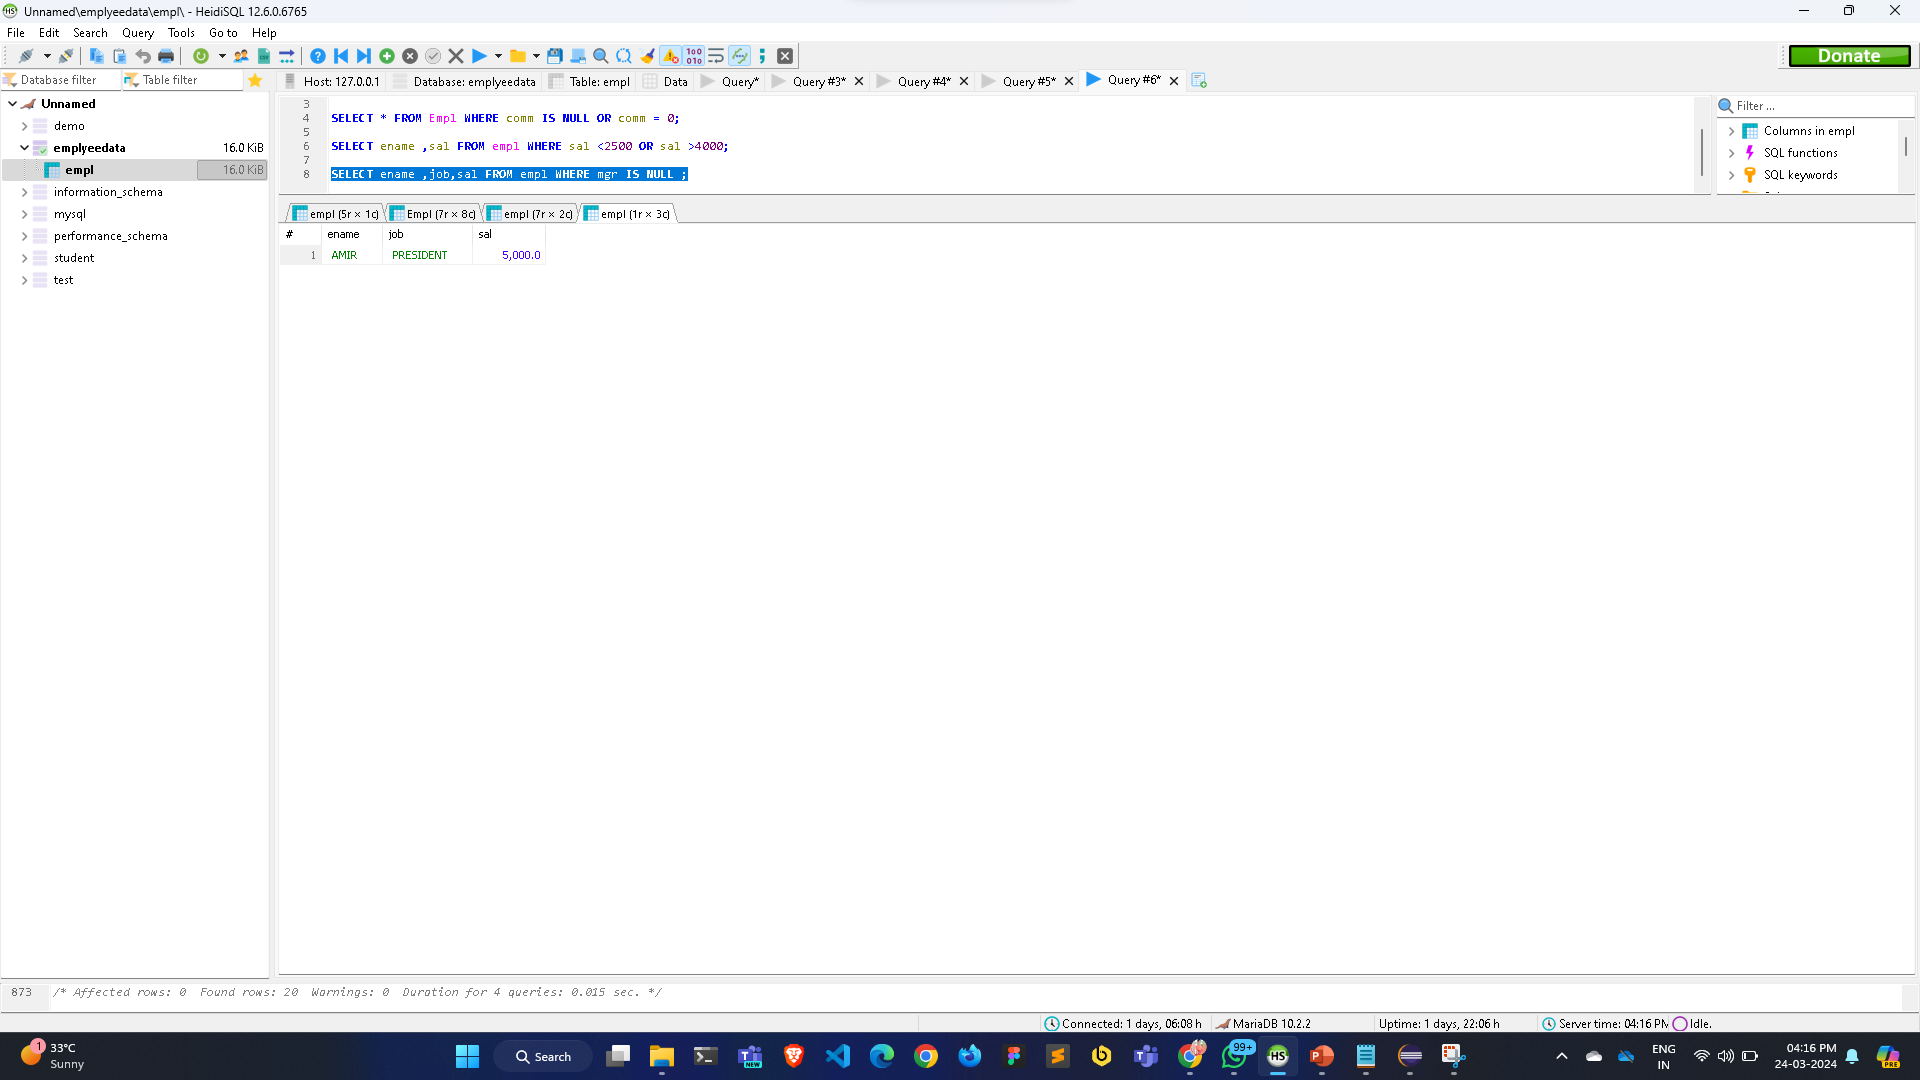 Unnamed\emplyeedata\empl\ - HeidiSQL 12.6.0.6765
File Edit Search Query Tools Go to Help
Donate
Database filter Table filter
Host: 127.0.0.1 Database: emplyeedata Table: empl Data Query* Query #3* Query #4* Query #5* Query #6*
Unnamed
demo
emplyeedata 16.0 KiB
empl 16.0 KiB
information_schema
mysql
performance_schema
student
test
3
4 SELECT * FROM Empl WHERE comm IS NULL OR comm = 0;
5
6 SELECT ename ,sal FROM empl WHERE sal <2500 OR sal >4000;
7
8 SELECT ename ,job,sal FROM empl WHERE mgr IS NULL ;
Filter ...
Columns in empl
SQL functions
SQL keywords
empl (5r × 1c) Empl (7r × 8c) empl (7r × 2c) empl (1r × 3c)
# ename job sal
1 AMIR PRESIDENT 5,000.0
873 /* Affected rows: 0 Found rows: 20 Warnings: 0 Duration for 4 queries: 0.015 sec. */
Connected: 1 days, 06:08 h MariaDB 10.2.2 Uptime: 1 days, 22:06 h Server time: 04:16 PM Idle.
1 33°C
Sunny
Search
NEW
99+
HS
ENG
IN
04:16 PM
24-03-2024
PRE